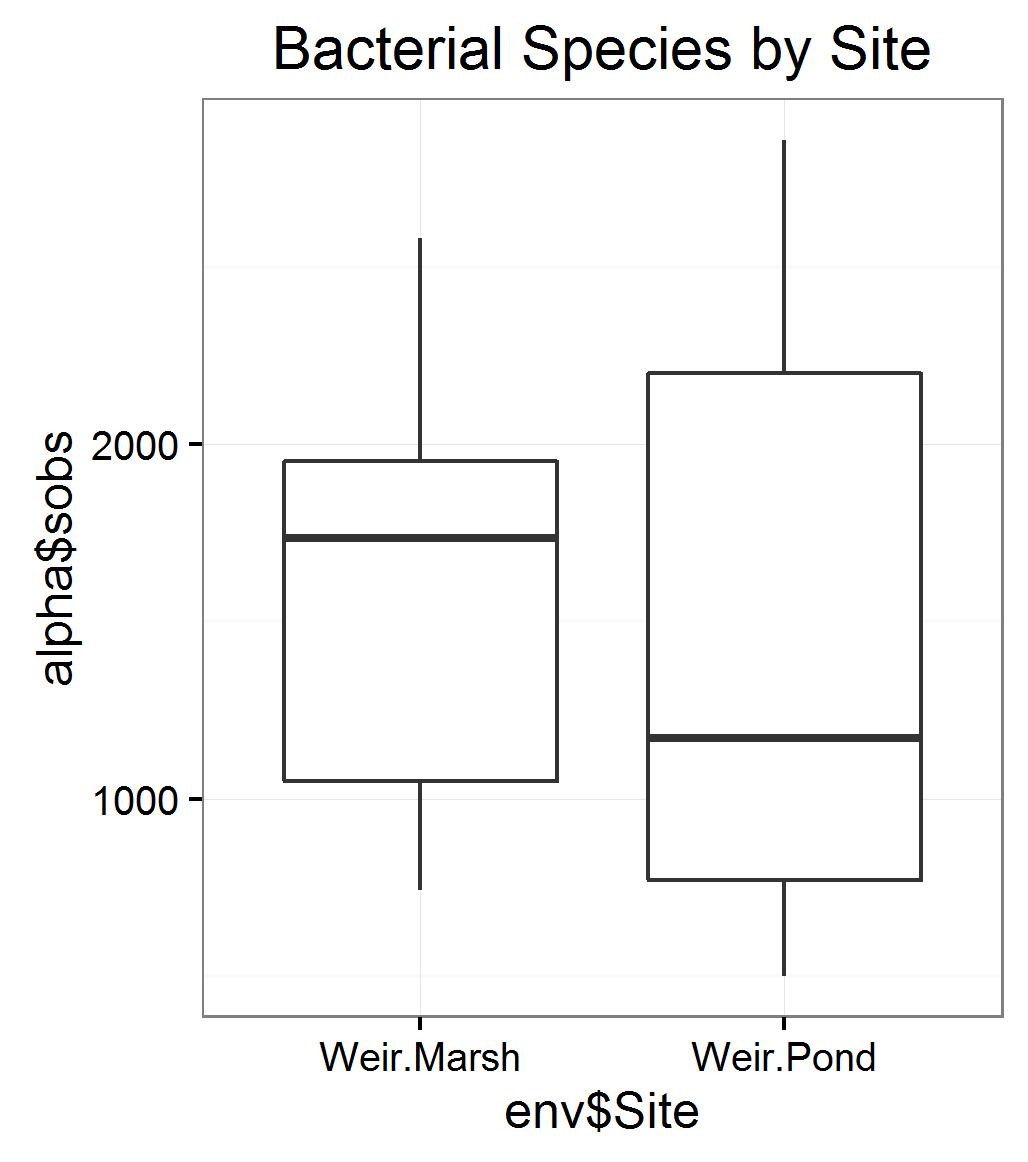 Bacterial Species by Site
alpha$sobs
2000
1000
Weir.Marsh
Weir.Pond
env$Site